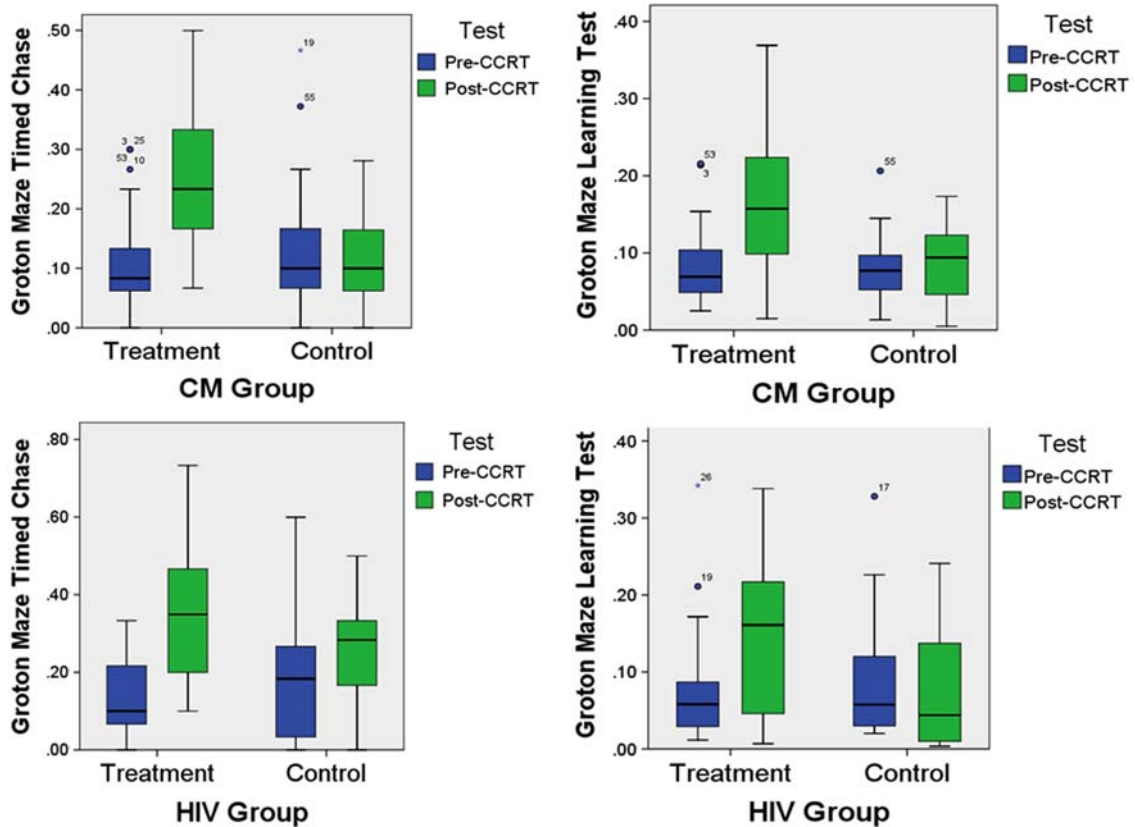 Groton Maze Timed Chase
.50
.40
.30
.20
.10
.00
3 25
53 10
19
55
Treatment Control
CM Group
Test
Pre-CCRT
Post-CCRT
Groton Maze Learning Test
.40
.30
.20
.10
.00
53
3
55
Treatment Control
CM Group
Test
Pre-CCRT
Post-CCRT
Groton Maze Timed Chase
.80
.60
.40
.20
.00
Treatment Control
HIV Group
Test
Pre-CCRT
Post-CCRT
Groton Maze Learning Test
.40
.30
.20
.10
.00
26
19
17
Treatment Control
HIV Group
Test
Pre-CCRT
Post-CCRT